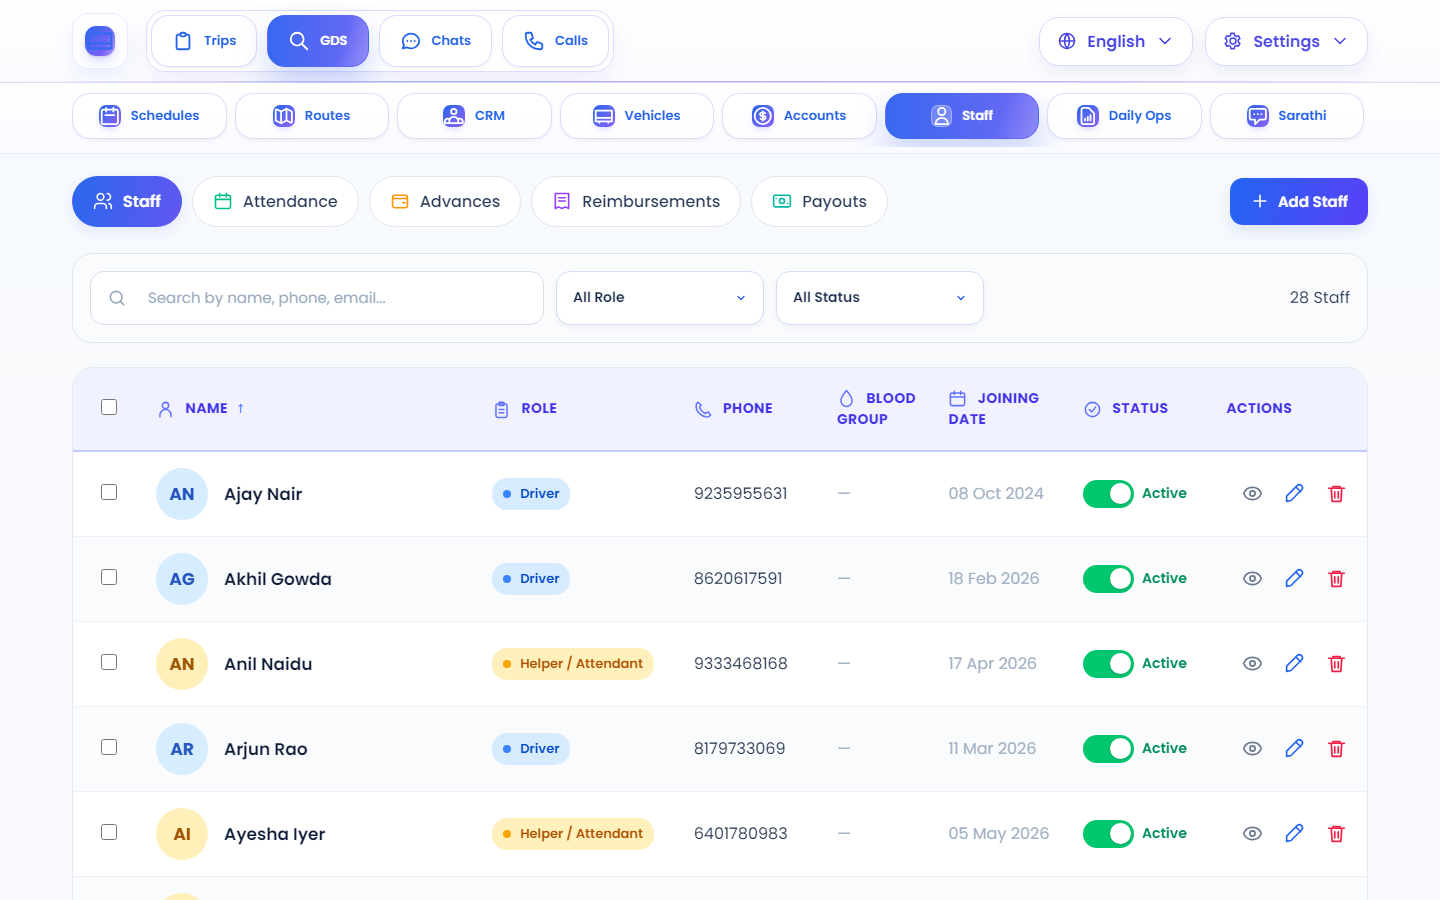 Trips
GDS
Chats
Calls
English
Settings
Schedules
Routes
CRM
Vehicles
Accounts
Staff
Daily Ops
Sarathi
Staff
Attendance
Advances
Reimbursements
Payouts
Add Staff
Search by name, phone, email...
All Role
All Status
28 Staff
NAME ↑
ROLE
PHONE
BLOOD
GROUP
JOINING
DATE
STATUS
ACTIONS
AN Ajay Nair Driver 9235955631 — 08 Oct 2024 Active
AG Akhil Gowda Driver 8620617591 — 18 Feb 2026 Active
AN Anil Naidu Helper / Attendant 9333468168 — 17 Apr 2026 Active
AR Arjun Rao Driver 8179733069 — 11 Mar 2026 Active
AI Ayesha Iyer Helper / Attendant 6401780983 — 05 May 2026 Active